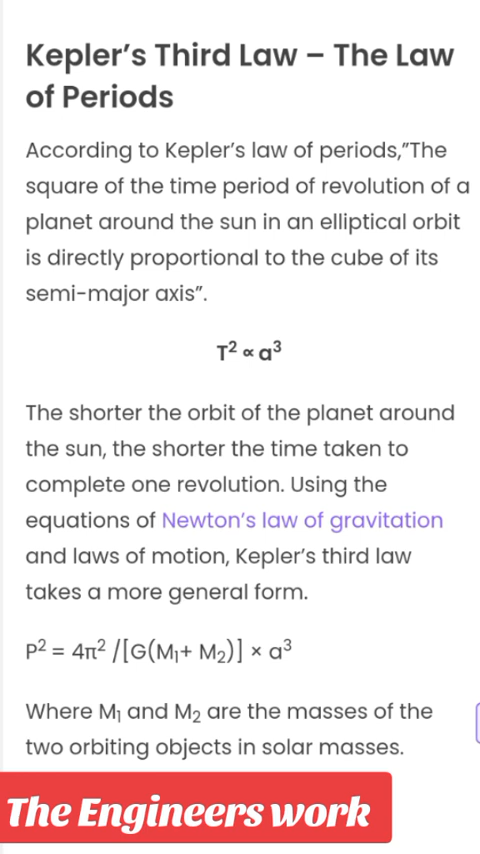 Kepler’s Third Law – The Law
of Periods
According to Kepler’s law of periods,”The
square of the time period of revolution of a
planet around the sun in an elliptical orbit
is directly proportional to the cube of its
semi-major axis”.
T² ∝ a³
The shorter the orbit of the planet around
the sun, the shorter the time taken to
complete one revolution. Using the
equations of Newton’s law of gravitation
and laws of motion, Kepler’s third law
takes a more general form.
P² = 4π² /[G(M₁+ M₂)] × a³
Where M₁ and M₂ are the masses of the
two orbiting objects in solar masses.
The Engineers work